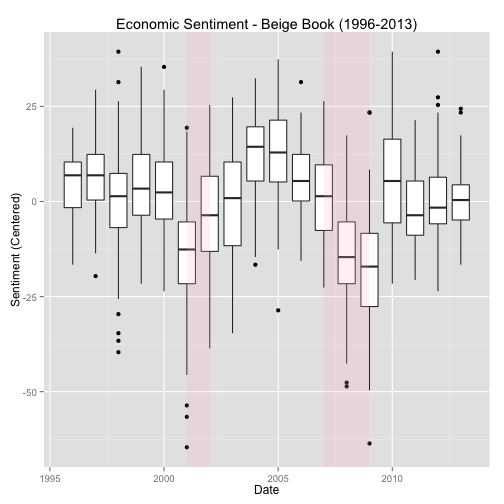 Economic Sentiment - Beige Book (1996-2013)
Sentiment (Centered)
25
0
-25
-50
1995
2000
2005
2010
Date